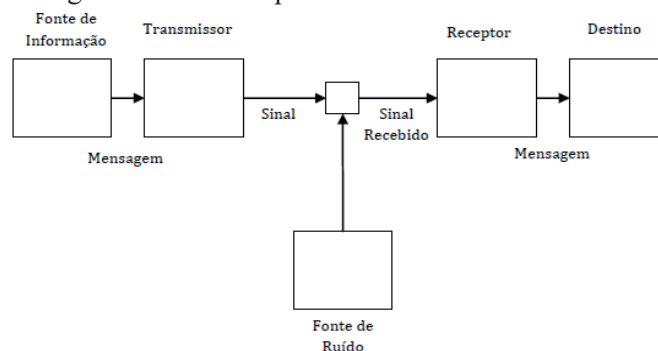 Fonte de
Informação
Transmissor
Receptor
Destino
Sinal
Sinal
Recebido
Mensagem
Mensagem
Fonte de
Ruído